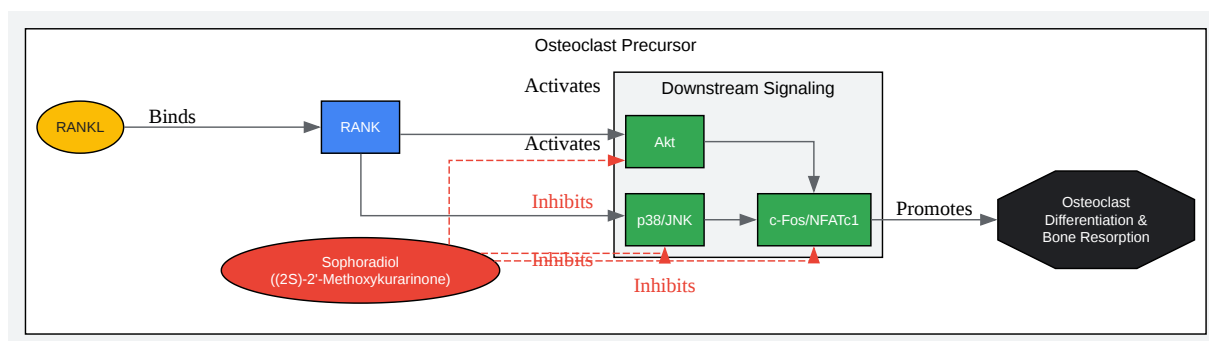 Osteoclast Precursor
Activates
Downstream Signaling
RANKL
Binds
RANK
Activates
Akt
Inhibits
p38/JNK
c-Fos/NFATc1
Promotes
Osteoclast
Differentiation &
Bone Resorption
Sophoradiol
((2S)-2'-Methoxykurarinone)
Inhibits
Inhibits